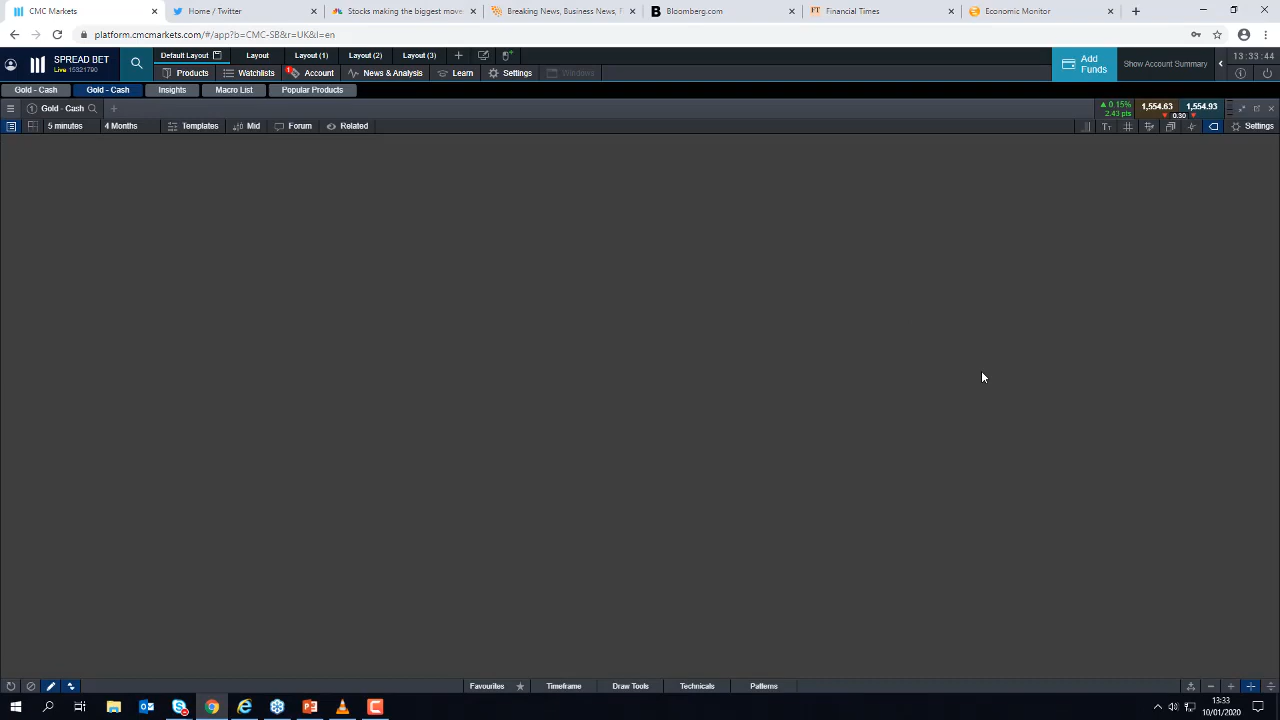 CMC Markets
Home / Twitter
Stocks making the biggest move
Breaking News, Business News, F
Bloomberg.com
Financial Times
Economic Monitor
platform.cmcmarkets.com/#/app?b=CMC-SB&r=UK&l=en
SPREAD BET
Live 15321790
Default Layout
Layout
Layout (1)
Layout (2)
Layout (3)
Products
Watchlists
1
Account
News & Analysis
Learn
Settings
Windows
Add
Funds
Show Account Summary
13:33:44
Gold - Cash
Gold - Cash
Insights
Macro List
Popular Products
1
Gold - Cash
0.15%
2.43 pts
1,554.63
1,554.93
0.30
5 minutes
4 Months
Templates
Mid
Forum
Related
Settings
Favourites
Timeframe
Draw Tools
Technicals
Patterns
13:33
10/01/2020